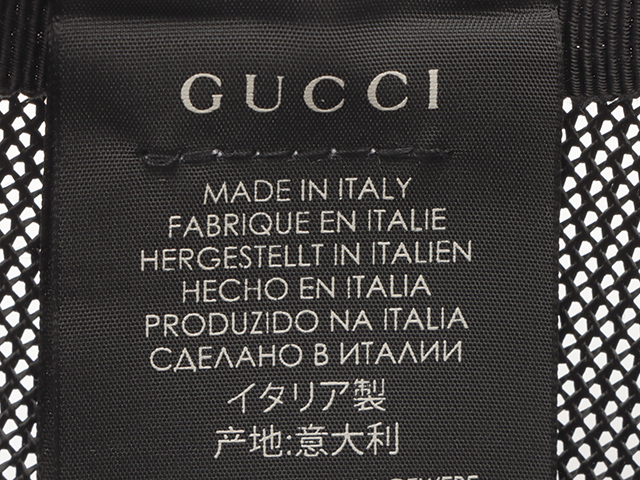 GUCCI
MADE IN ITALY
FABRIQUE EN ITALIE
HERGESTELLT IN ITALIEN
HECHO EN ITALIA
PRODUZIDO NA ITALIA
СДЕЛАНО В ИТАЛИИ
イタリア製
产地:意大利